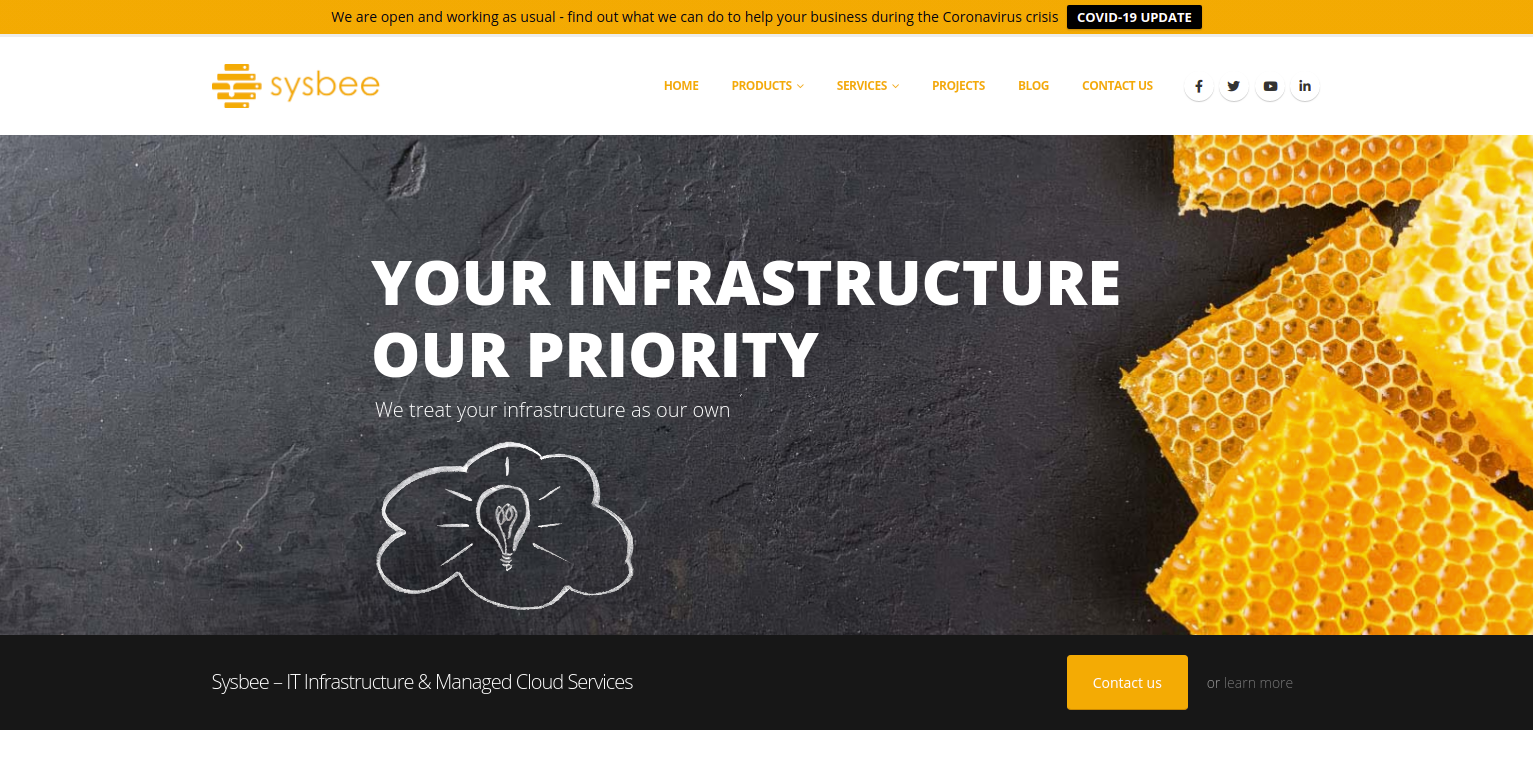 We are open and working as usual - find out what we can do to help your business during the Coronavirus crisis COVID-19 UPDATE
sysbee
HOME PRODUCTS SERVICES PROJECTS BLOG CONTACT US
YOUR INFRASTRUCTURE
OUR PRIORITY
We treat your infrastructure as our own
Sysbee – IT Infrastructure & Managed Cloud Services
Contact us or learn more